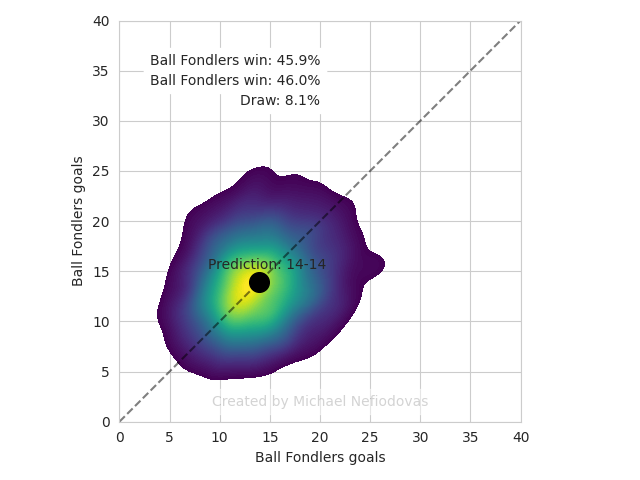 40
35
30
25
20
15
10
5
0
Ball Fondlers goals
Ball Fondlers win: 45.9%
Ball Fondlers win: 46.0%
Draw: 8.1%
Prediction: 14-14
Created by Michael Nefiodovas
0 5 10 15 20 25 30 35 40
Ball Fondlers goals